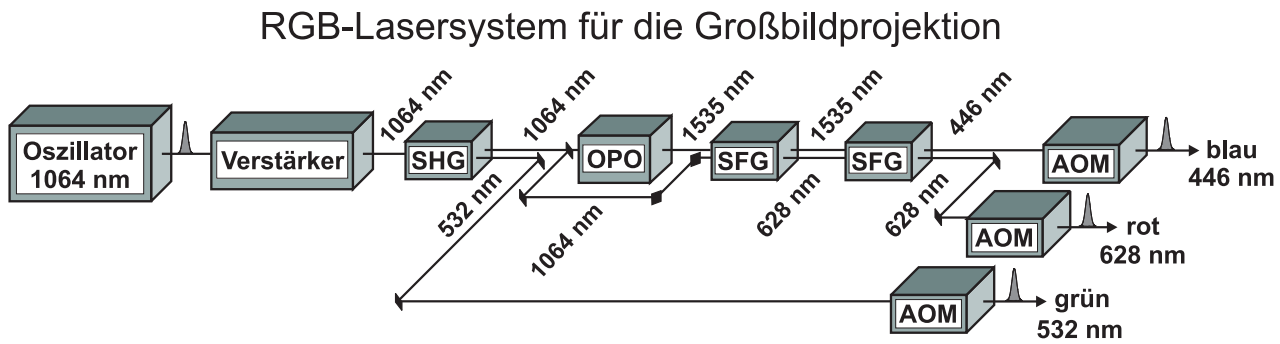 RGB-Lasersystem für die Großbildprojektion
Oszillator
1064 nm
Verstärker
1064 nm
SHG
1064 nm
532 nm
OPO
1064 nm
1535 nm
SFG
1535 nm
628 nm
SFG
446 nm
628 nm
AOM
blau
446 nm
AOM
rot
628 nm
AOM
grün
532 nm